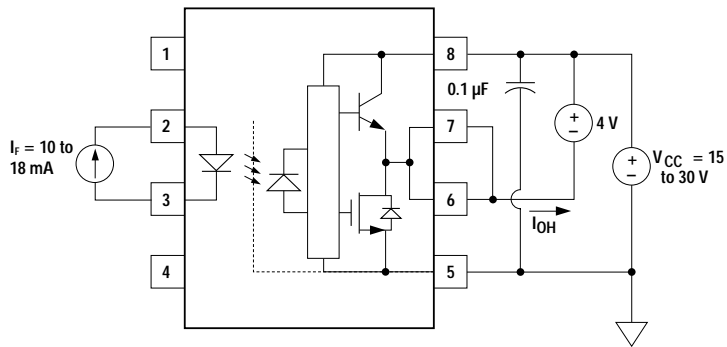 1
2
3
4
8
7
6
5
I_F = 10 to
18 mA
0.1 µF
+
–
4 V
+
–
V_CC = 15
to 30 V
I_OH